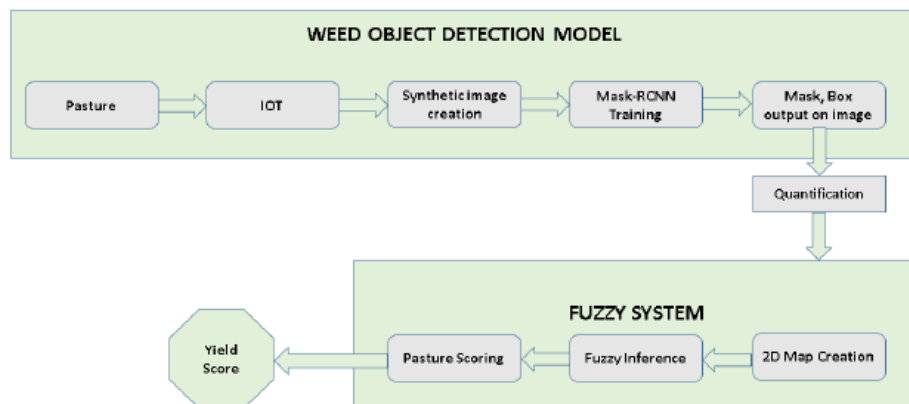 WEED OBJECT DETECTION MODEL
Pasture
IOT
Synthetic image
creation
Mask-RCNN
Training
Mask, Box
output on image
Quantification
FUZZY SYSTEM
Yield
Score
Pasture Scoring
Fuzzy Inference
2D Map Creation